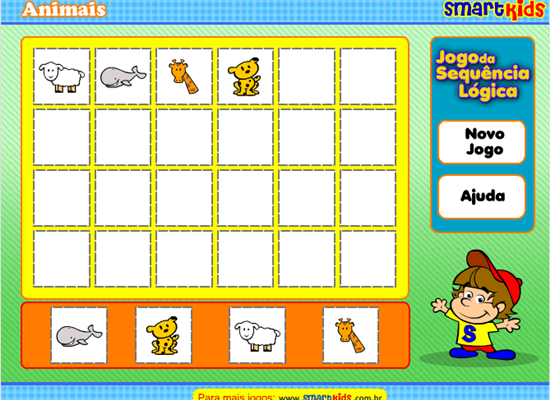 Animais
smartkids
Jogo da
Sequência
Lógica
Novo
Jogo
Ajuda
S
Para mais jogos: www.smartkids.com.br